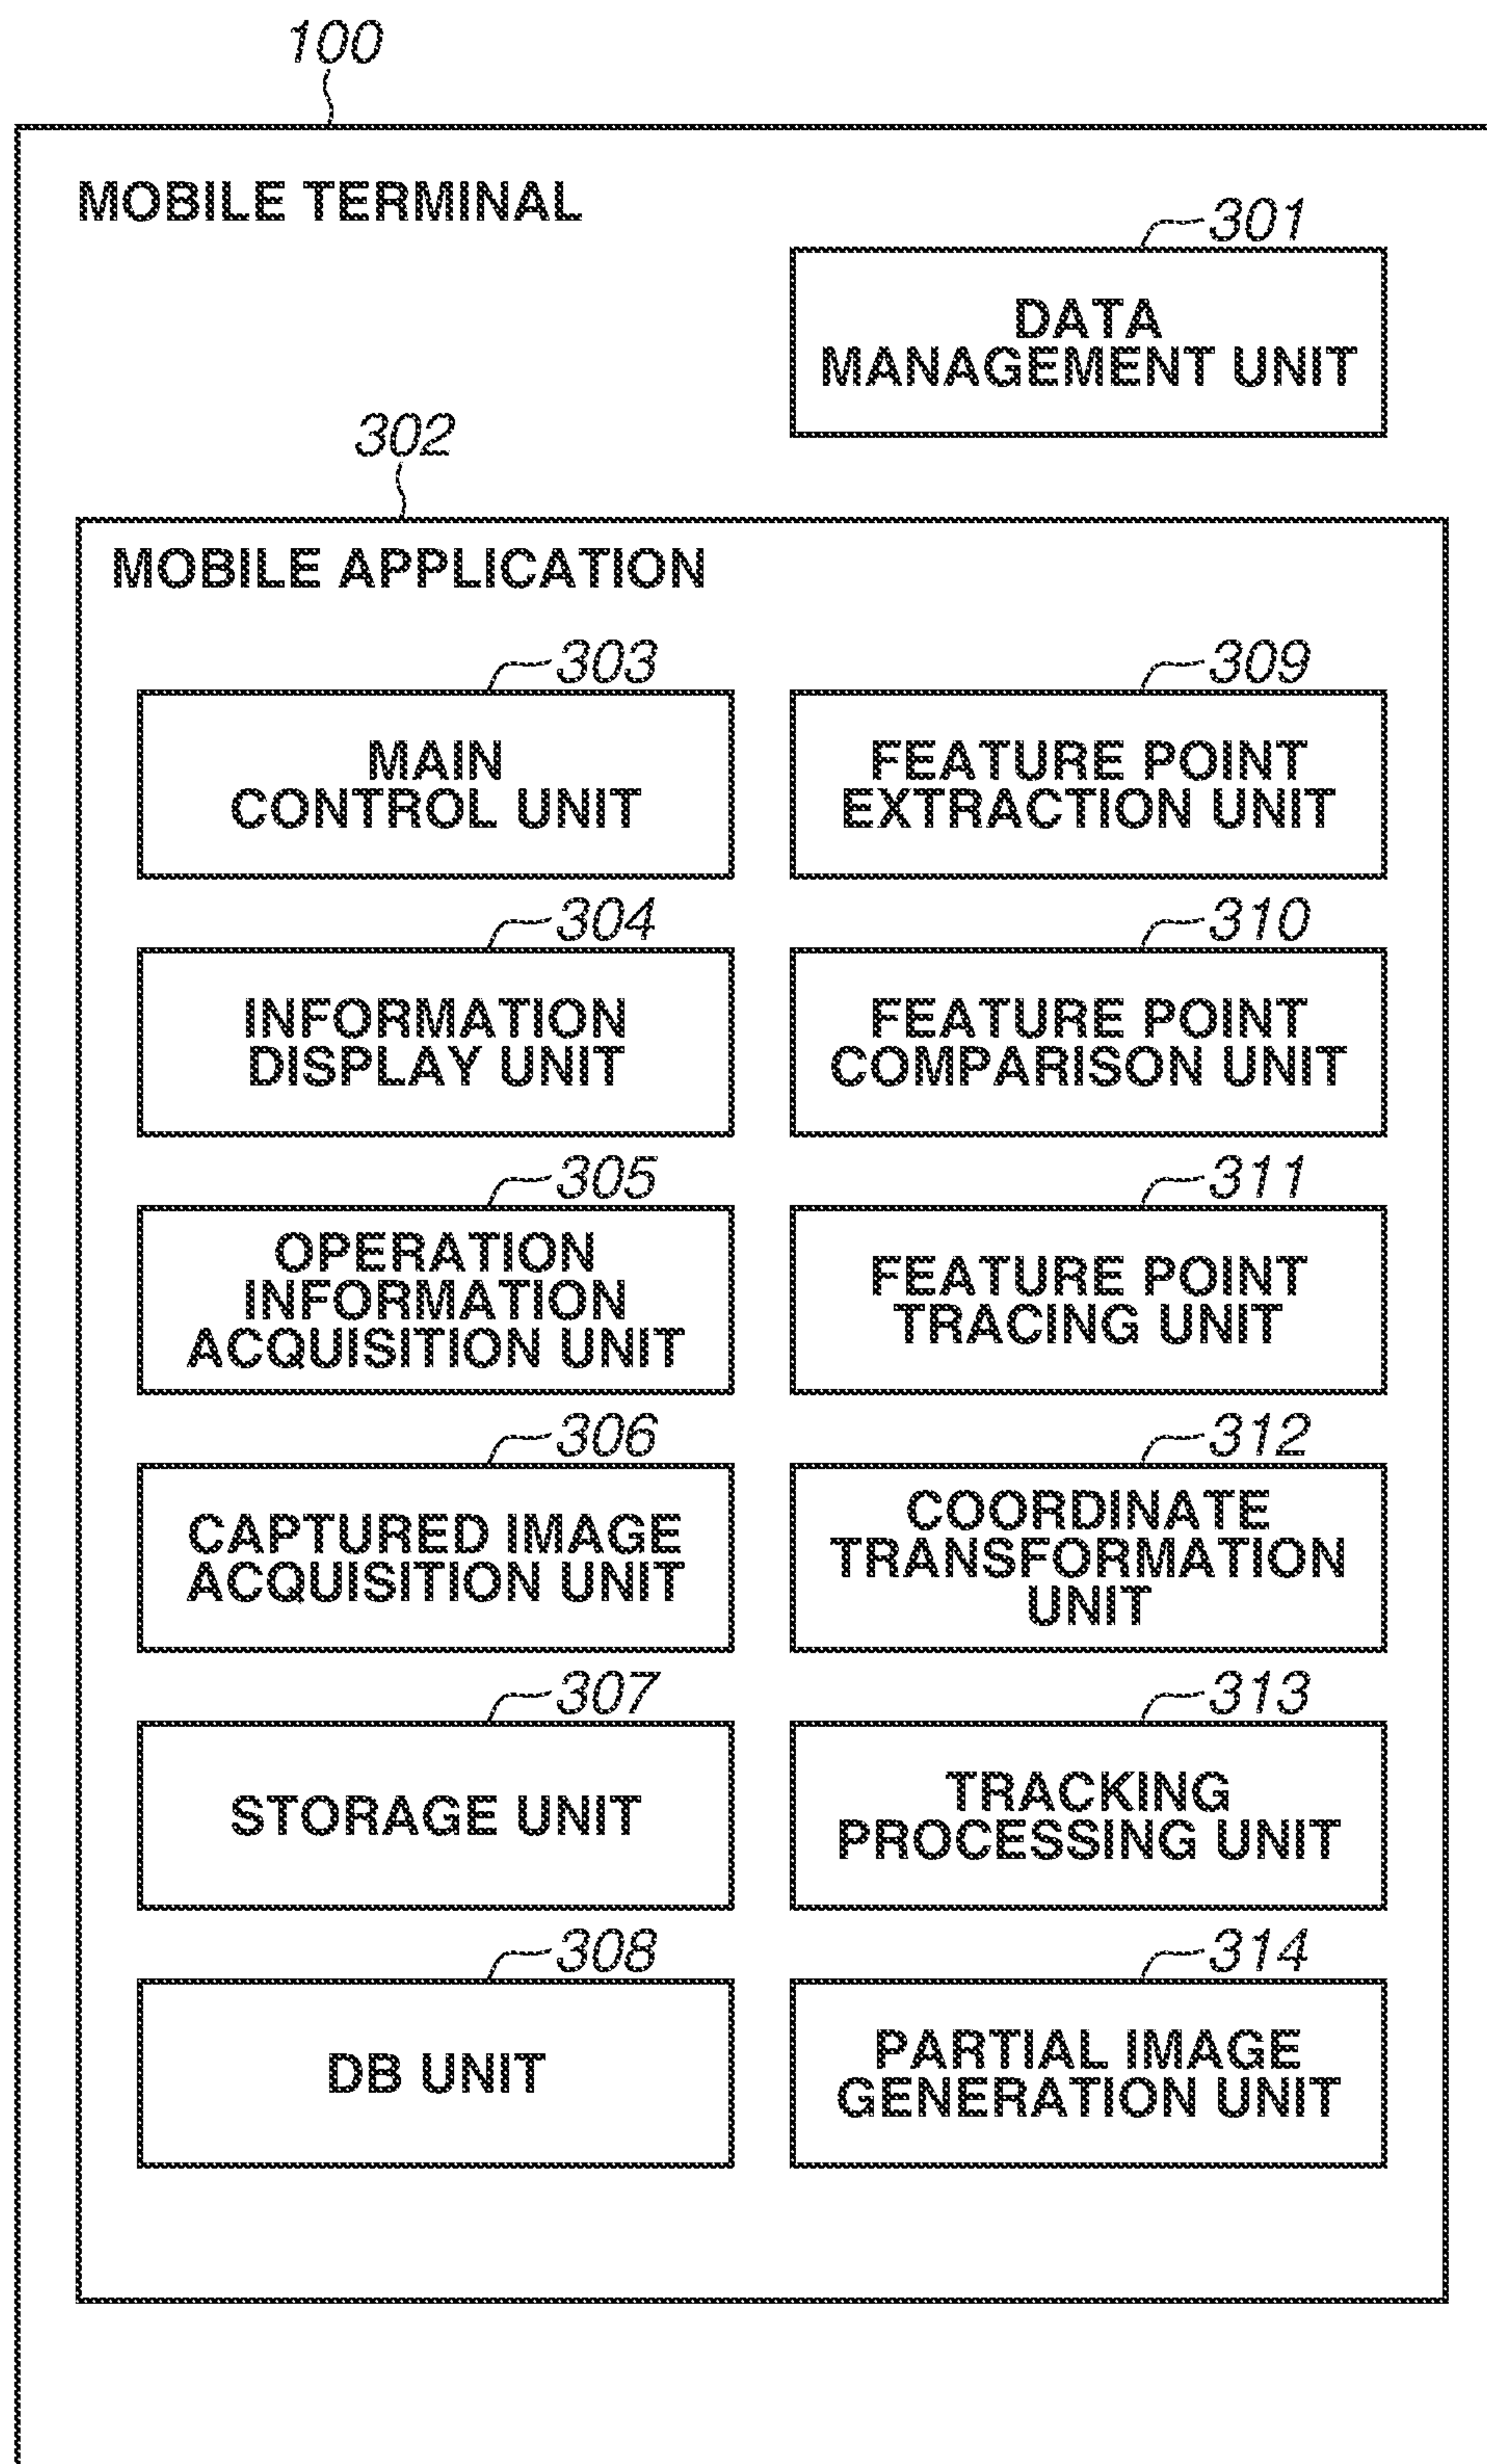 100
MOBILE TERMINAL
301
DATA
MANAGEMENT UNIT
302
MOBILE APPLICATION
303
MAIN
CONTROL UNIT
304
INFORMATION
DISPLAY UNIT
305
OPERATION
INFORMATION
ACQUISITION UNIT
306
CAPTURED IMAGE
ACQUISITION UNIT
307
STORAGE UNIT
308
DB UNIT
309
FEATURE POINT
EXTRACTION UNIT
310
FEATURE POINT
COMPARISON UNIT
311
FEATURE POINT
TRACING UNIT
312
COORDINATE
TRANSFORMATION
UNIT
313
TRACKING
PROCESSING UNIT
314
PARTIAL IMAGE
GENERATION UNIT